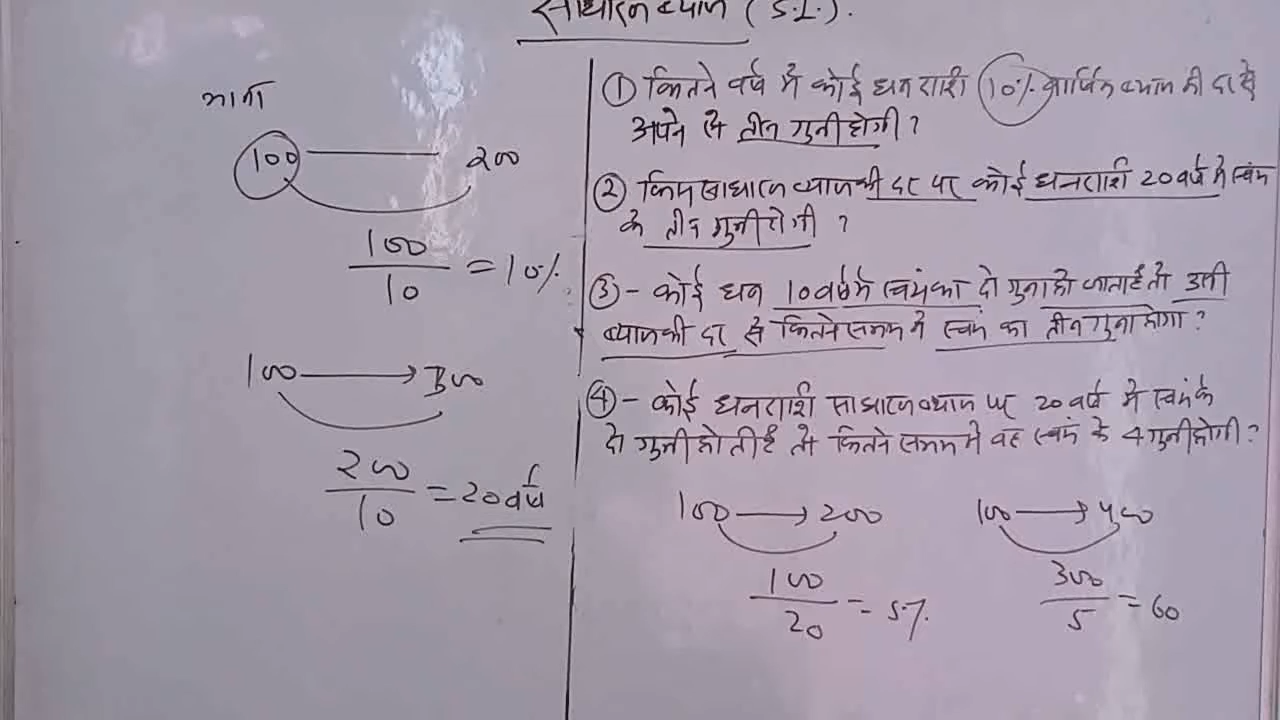 साधारण ब्याज (S.I.).
माना
100 200
100/10 = 10%
100 → 300
200/10 = 20 वर्ष
① कितने वर्ष में कोई धनराशी 10% वार्षिक ब्याज की दर से
अपने से तीन गुनी होगी?
② किस साधारण ब्याज की दर पर कोई धनराशि 20 वर्ष में स्वंम
के तीन गुनी होगी ?
③ - कोई धन 10 वर्ष मे स्वयं का दो गुना हो जाता है तो उसी
ब्याज की दर से कितने समय मे स्वयं का तीन गुना होगा ?
④ - कोई धनराशि साधारण ब्याज पर 20 वर्ष में स्वयं के
दो गुनी होती है तो कितने समय मे वह स्वयं के 4 गुनी होगी ?
100 → 200 100 → 400
100/20 = 5% 300/5 = 60